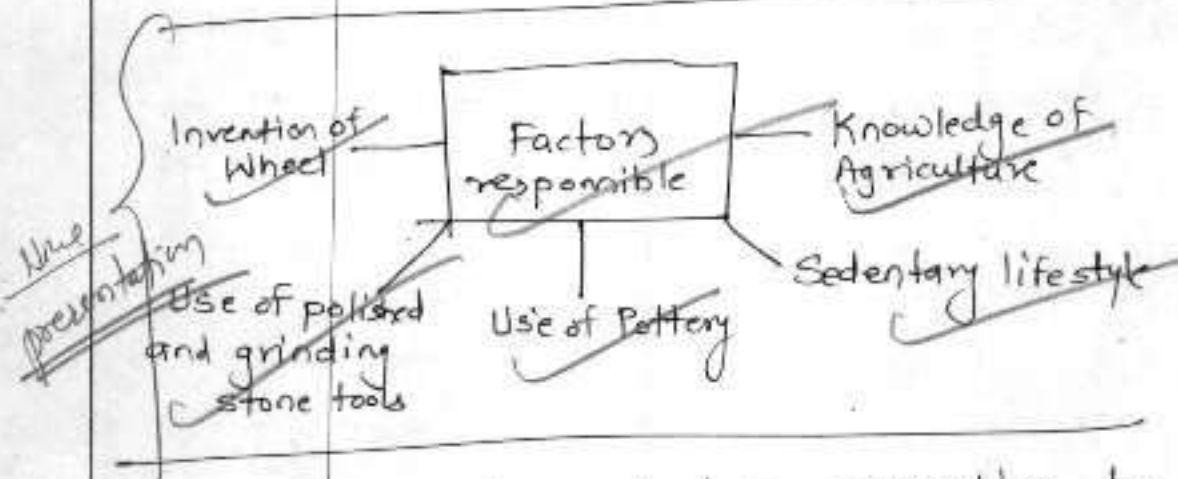 Factors
responsible
Invention of
Wheel
Knowledge of
Agriculture
Sedentary lifestyle
Use of Pottery
Use of polished
and grinding
stone tools
Nice
presentation